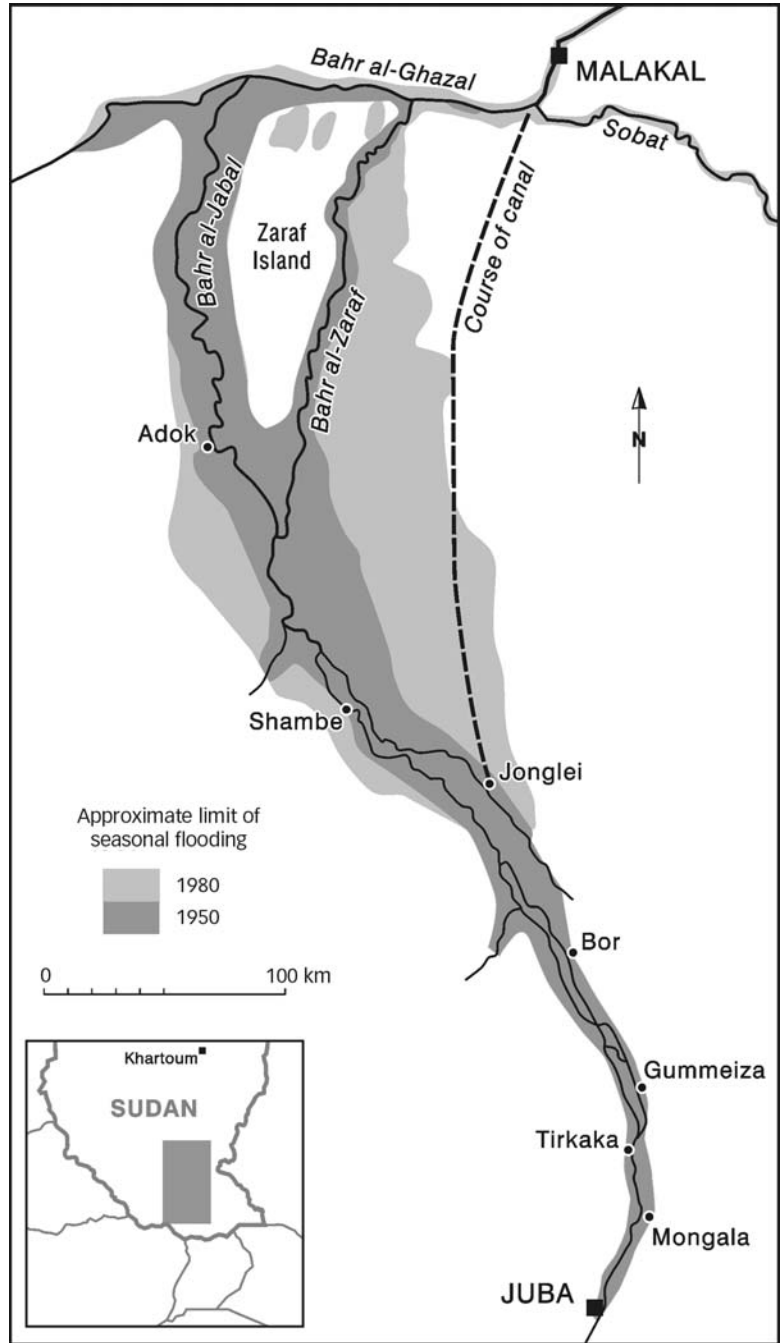 Bahr al-Ghazal
MALAKAL
Sobat
Bahr al-Jabal
Zaraf
Island
Bahr al-Zaraf
Course of canal
N
Adok
Shambe
Jonglei
Approximate limit of
seasonal flooding
1980
1950
0 100 km
Bor
Gummeiza
Tirkaka
Mongala
JUBA
Khartoum
SUDAN